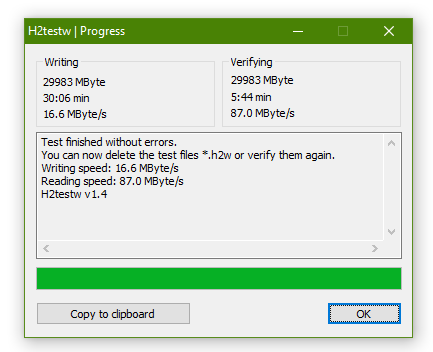 H2testw | Progress
Writing
29983 MByte
30:06 min
16.6 MByte/s
Verifying
29983 MByte
5:44 min
87.0 MByte/s
Test finished without errors.
You can now delete the test files *.h2w or verify them again.
Writing speed: 16.6 MByte/s
Reading speed: 87.0 MByte/s
H2testw v1.4
Copy to clipboard
OK